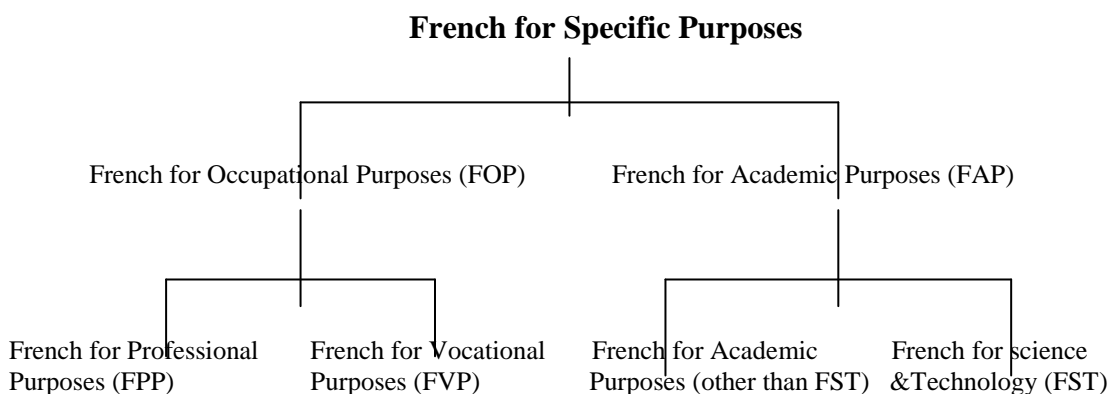 French for Specific Purposes
French for Occupational Purposes (FOP)
French for Academic Purposes (FAP)
French for Professional
Purposes (FPP)
French for Vocational
Purposes (FVP)
French for Academic
Purposes (other than FST)
French for science
&Technology (FST)